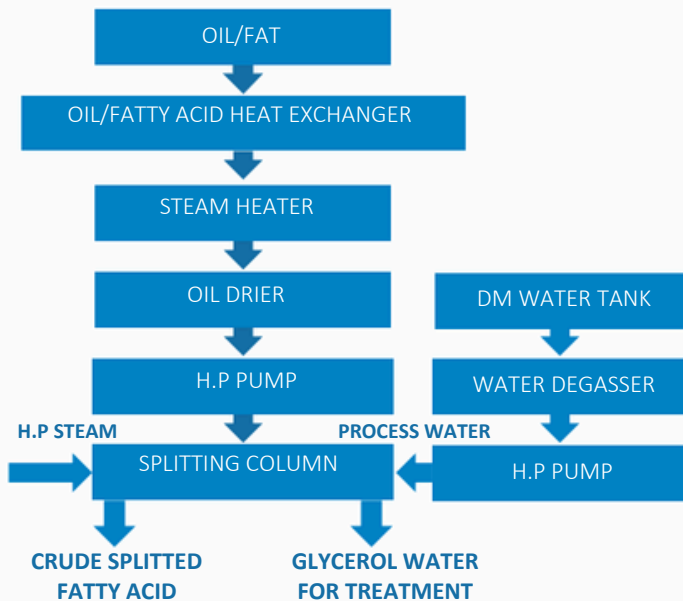 OIL/FAT
OIL/FATTY ACID HEAT EXCHANGER
STEAM HEATER
OIL DRIER
DM WATER TANK
H.P PUMP
WATER DEGASSER
H.P STEAM
PROCESS WATER
SPLITTING COLUMN
H.P PUMP
CRUDE SPLITTED
FATTY ACID
GLYCEROL WATER
FOR TREATMENT